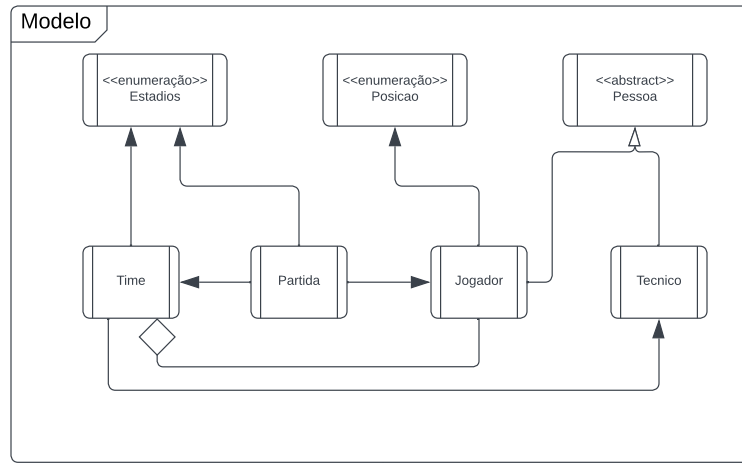 Modelo
<<enumeração>>
Estadios
<<enumeração>>
Posicao
<<abstract>>
Pessoa
Time
Partida
Jogador
Tecnico